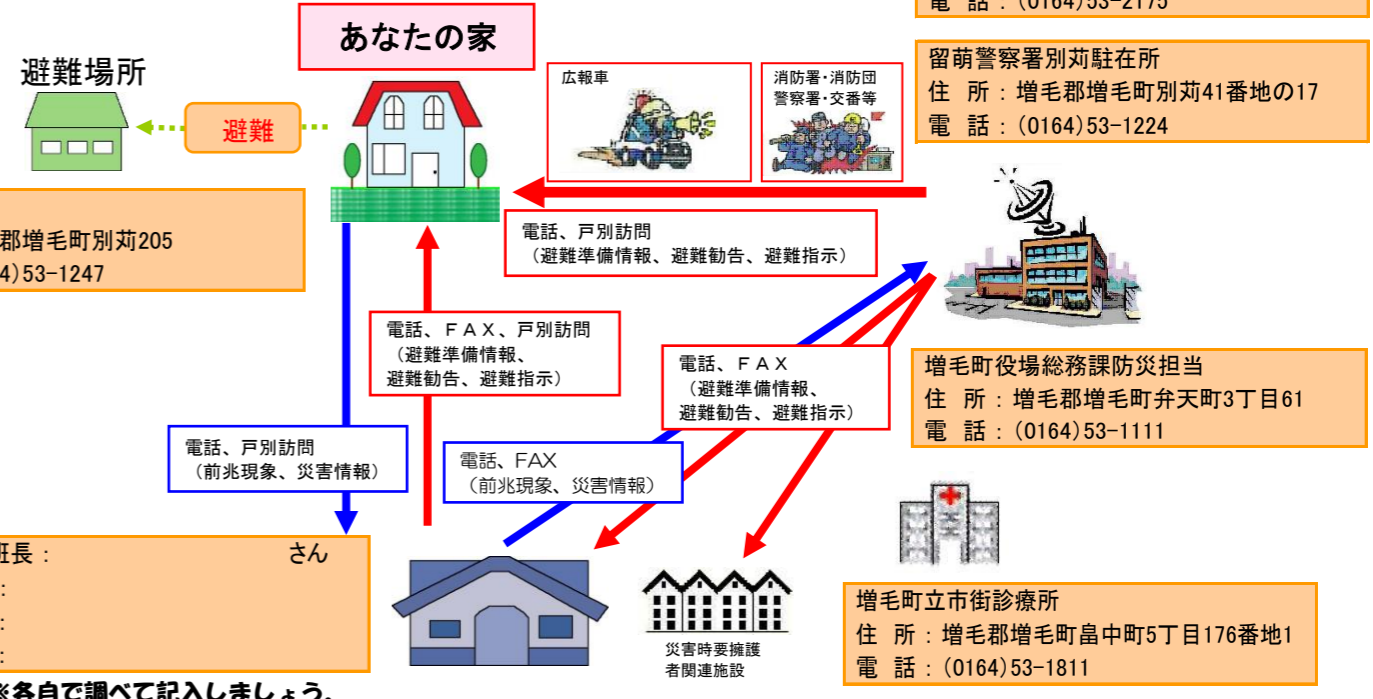 電 話：(0164)53-2175
あなたの家
避難場所
避難
広報車
消防署・消防団
警察署・交番等
留萌警察署別苅駐在所
住 所：増毛郡増毛町別苅41番地の17
電 話：(0164)53-1224
郡増毛町別苅205
4)53-1247
電話、戸別訪問
（避難準備情報、避難勧告、避難指示）
電話、ＦＡＸ、戸別訪問
（避難準備情報、
避難勧告、避難指示）
電話、ＦＡＸ
（避難準備情報、
避難勧告、避難指示）
増毛町役場総務課防災担当
住 所：増毛郡増毛町弁天町3丁目61
電 話：(0164)53-1111
電話、戸別訪問
（前兆現象、災害情報）
電話、FAX
（前兆現象、災害情報）
班長： さん
：
：
：
※各自で調べて記入しましょう。
災害時要擁護
者関連施設
増毛町立市街診療所
住 所：増毛郡増毛町畠中町5丁目176番地1
電 話：(0164)53-1811